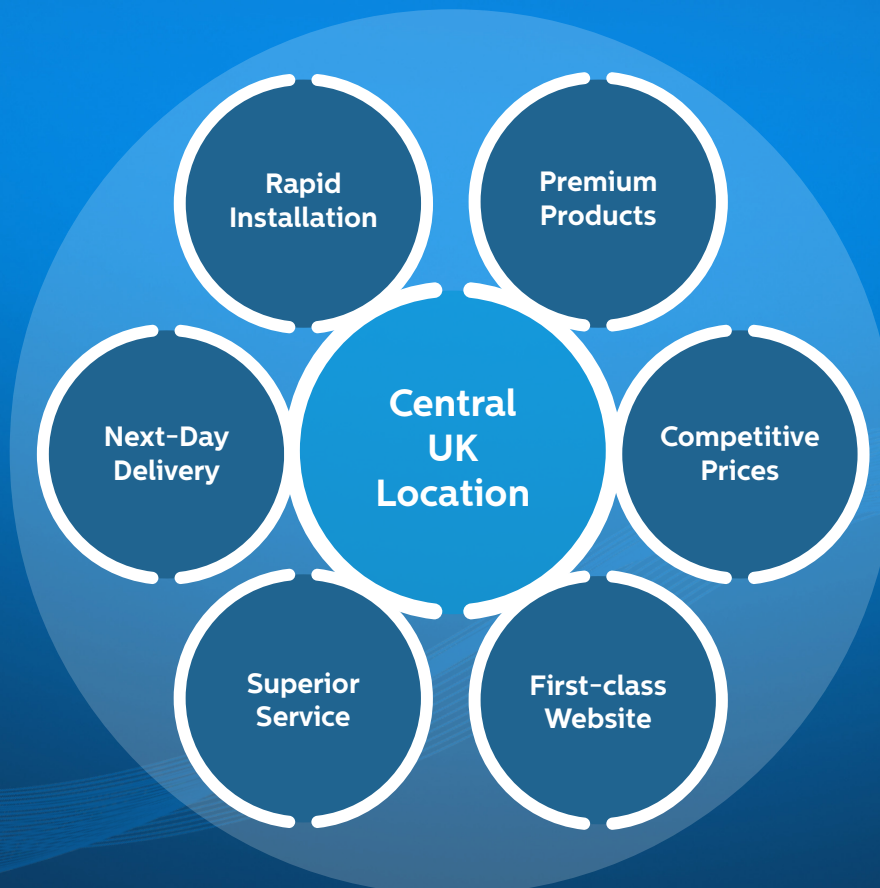 Rapid
Installation
Premium
Products
Next-Day
Delivery
Central
UK
Location
Competitive
Prices
Superior
Service
First-class
Website